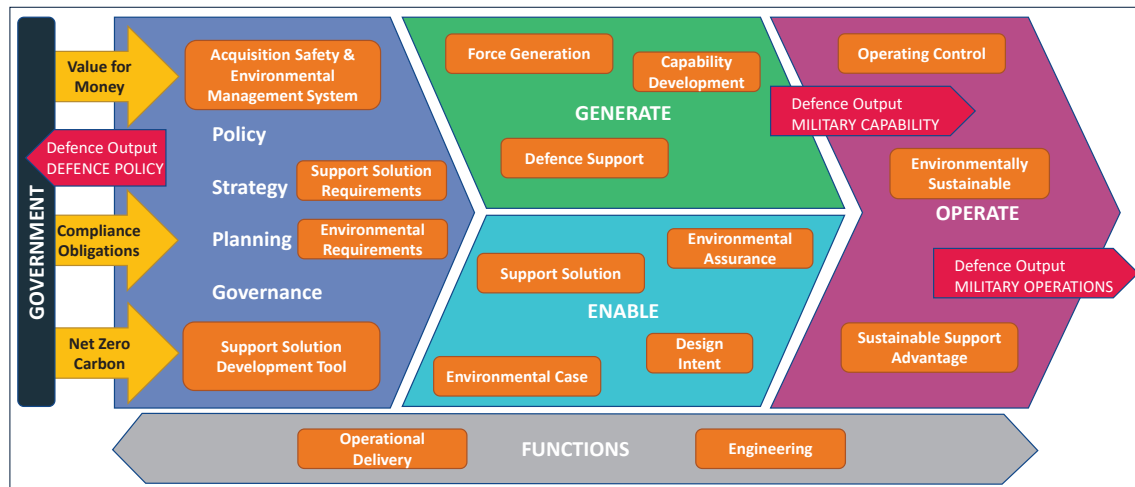 GOVERNMENT
Value for
Money
Defence Output
DEFENCE POLICY
Compliance
Obligations
Net Zero
Carbon
Acquisition Safety &
Environmental
Management System
Policy
Strategy
Support Solution
Requirements
Planning
Environmental
Requirements
Governance
Support Solution
Development Tool
Force Generation
Capability
Development
GENERATE
Defence Support
Environmental
Assurance
Support Solution
ENABLE
Design
Intent
Environmental Case
Operating Control
Defence Output
MILITARY CAPABILITY
Environmentally
Sustainable
OPERATE
Defence Output
MILITARY OPERATIONS
Sustainable Support
Advantage
Operational
Delivery
FUNCTIONS
Engineering